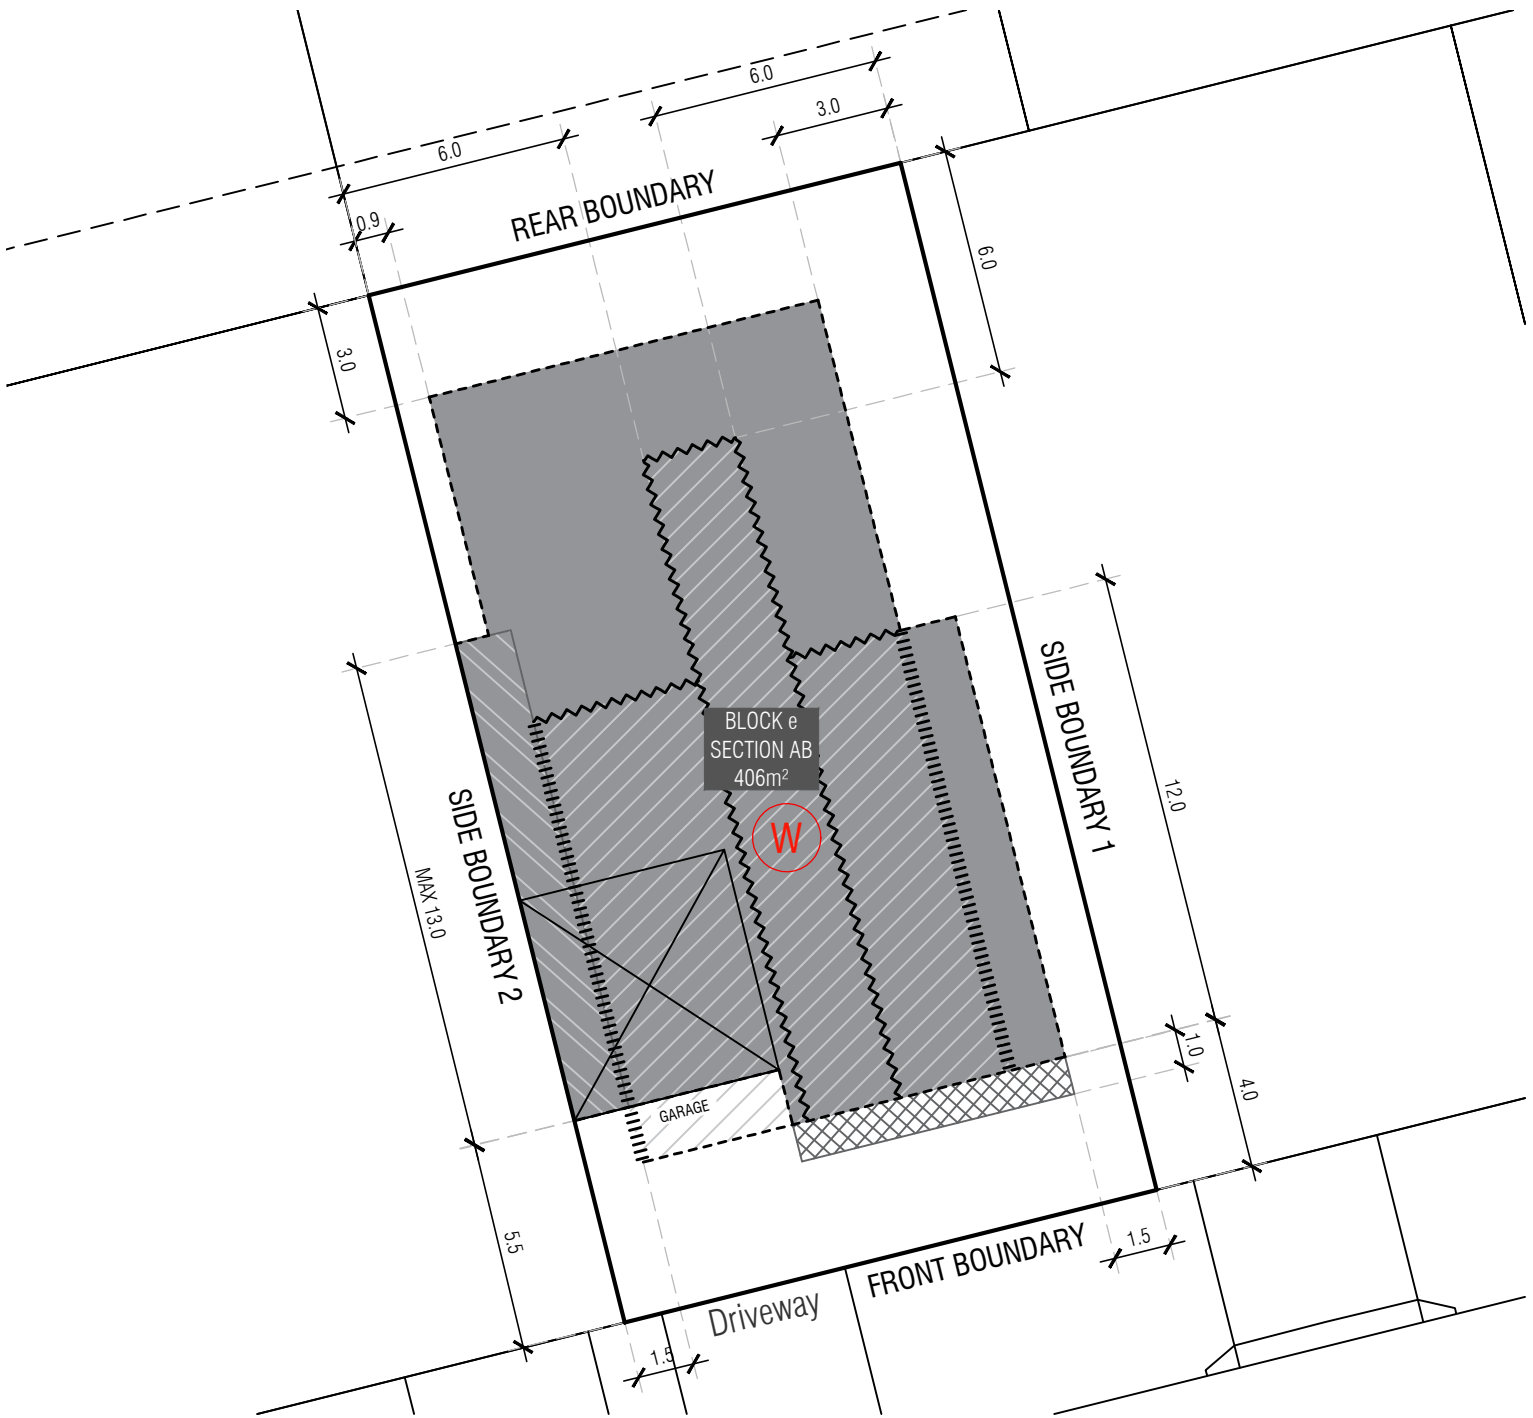 6.0
3.0
6.0
0.9
REAR BOUNDARY
6.0
3.0
BLOCK e
SECTION AB
406m²
W
SIDE BOUNDARY 1
12.0
SIDE BOUNDARY 2
MAX 13.0
1.0
4.0
GARAGE
5.5
FRONT BOUNDARY
1.5
Driveway
1.5